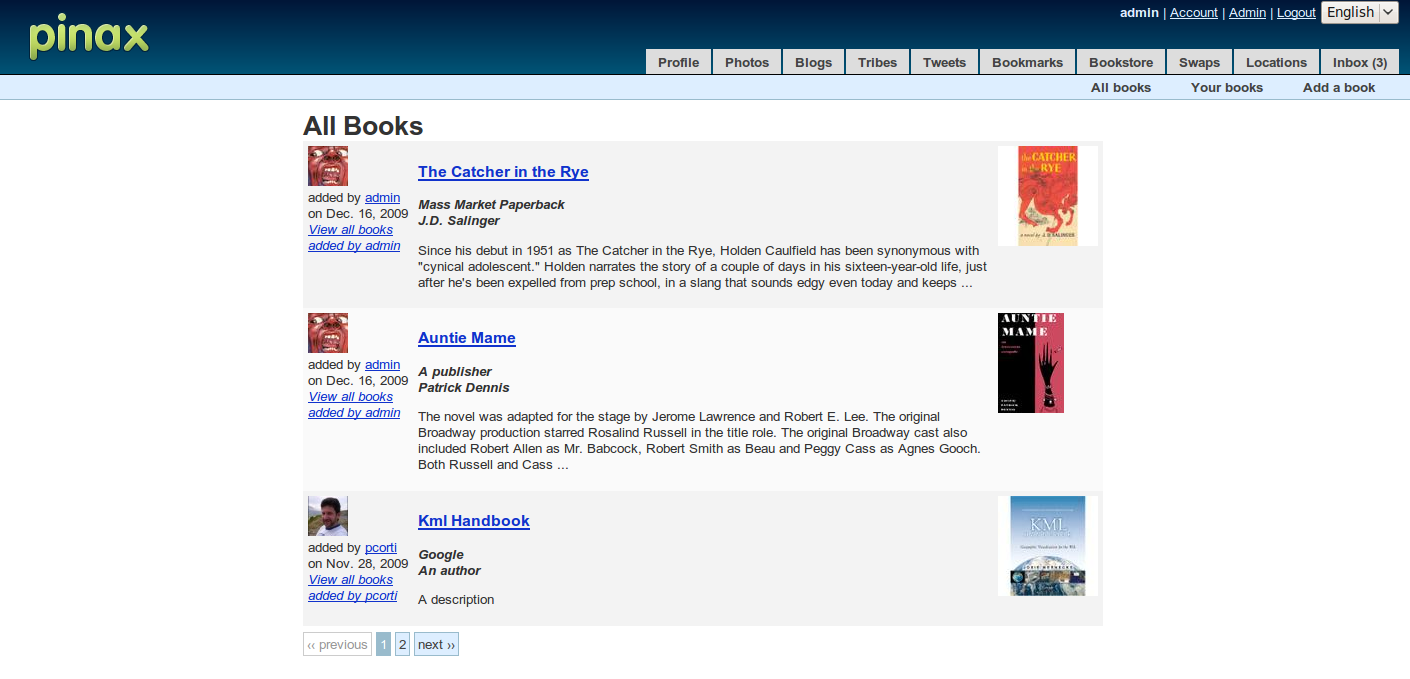 pinax
admin | Account | Admin | Logout English
Profile Photos Blogs Tribes Tweets Bookmarks Bookstore Swaps Locations Inbox (3)
All books Your books Add a book
All Books
added by admin
on Dec. 16, 2009
View all books
added by admin
The Catcher in the Rye
Mass Market Paperback
J.D. Salinger
Since his debut in 1951 as The Catcher in the Rye, Holden Caulfield has been synonymous with
"cynical adolescent." Holden narrates the story of a couple of days in his sixteen-year-old life, just
after he's been expelled from prep school, in a slang that sounds edgy even today and keeps ...
the CATCHER
in the RYE
a novel by J. D. SALINGER
added by admin
on Dec. 16, 2009
View all books
added by admin
Auntie Mame
A publisher
Patrick Dennis
The novel was adapted for the stage by Jerome Lawrence and Robert E. Lee. The original
Broadway production starred Rosalind Russell in the title role. The original Broadway cast also
included Robert Allen as Mr. Babcock, Robert Smith as Beau and Peggy Cass as Agnes Gooch.
Both Russell and Cass ...
AUNTIE
MAME
added by pcorti
on Nov. 28, 2009
View all books
added by pcorti
Kml Handbook
Google
An author
A description
KML
HANDBOOK
‹‹ previous 1 2 next ››